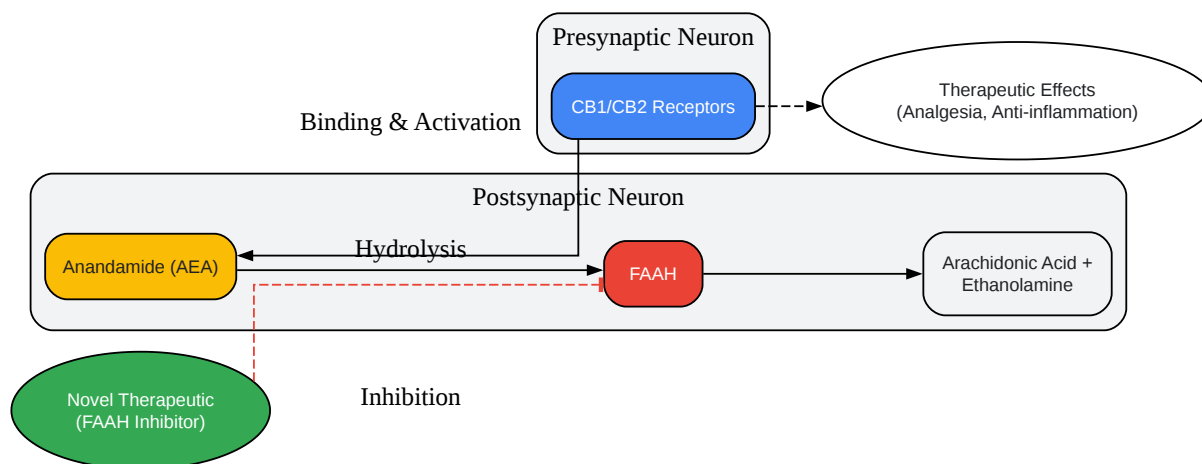 Presynaptic Neuron
CB1/CB2 Receptors
Therapeutic Effects
(Analgesia, Anti-inflammation)
Binding & Activation
Postsynaptic Neuron
Anandamide (AEA)
Hydrolysis
FAAH
Arachidonic Acid +
Ethanolamine
Novel Therapeutic
(FAAH Inhibitor)
Inhibition